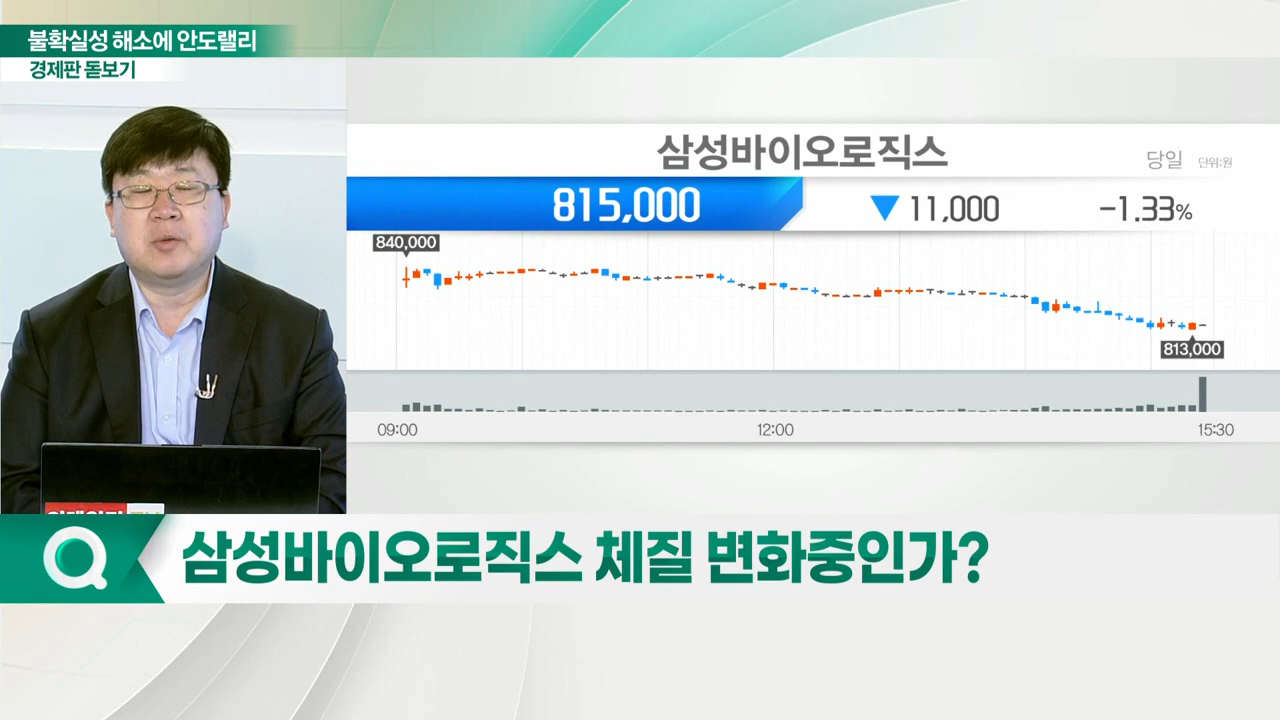 불확실성 해소에 안도랠리
경제판 돋보기
삼성바이오로직스
당일 단위:원
815,000 ▼ 11,000 -1.33%
840,000
813,000
09:00 12:00 15:30
삼성바이오로직스 체질 변화중인가?